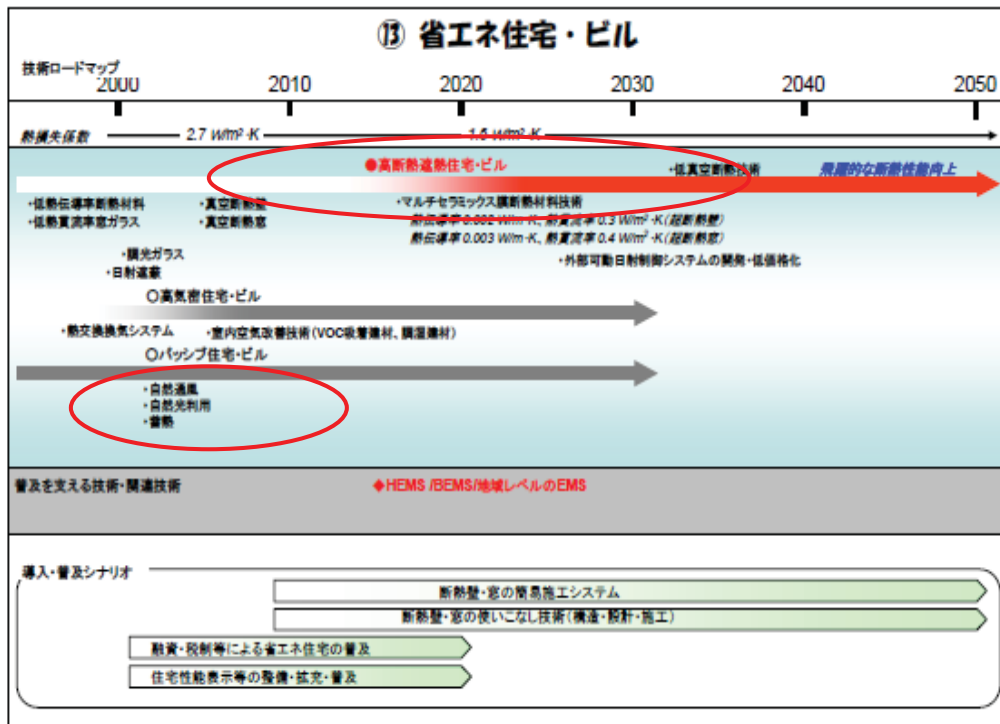 ⑬ 省エネ住宅・ビル
技術ロードマップ
2000 2010 2020 2030 2040 2050
熱損失係数 2.7 W/m²·K 1.6 W/m²·K
●高断熱遮熱住宅・ビル ・低真空断熱技術 飛躍的な断熱性能向上
・低熱伝導率断熱材料 ・真空断熱壁 ・マルチセラミックス膜断熱材料技術
・低熱貫流率窓ガラス ・真空断熱窓 熱伝導率0.002 W/m·K、熱貫流率0.3 W/m²·K(超断熱壁)
熱伝導率0.003 W/m·K、熱貫流率0.4 W/m²·K(超断熱窓)
・調光ガラス ・外部可動日射制御システムの開発・低価格化
・日射遮蔽
○高気密住宅・ビル
・熱交換換気システム ・室内空気改善技術(VOC吸着建材、調湿建材)
○パッシブ住宅・ビル
・自然通風
・自然光利用
・蓄熱
普及を支える技術・関連技術 ◆HEMS /BEMS/地域レベルのEMS
導入・普及シナリオ
断熱壁・窓の簡易施工システム
断熱壁・窓の使いこなし技術(構造・設計・施工)
融資・税制等による省エネ住宅の普及
住宅性能表示等の整備・拡充・普及